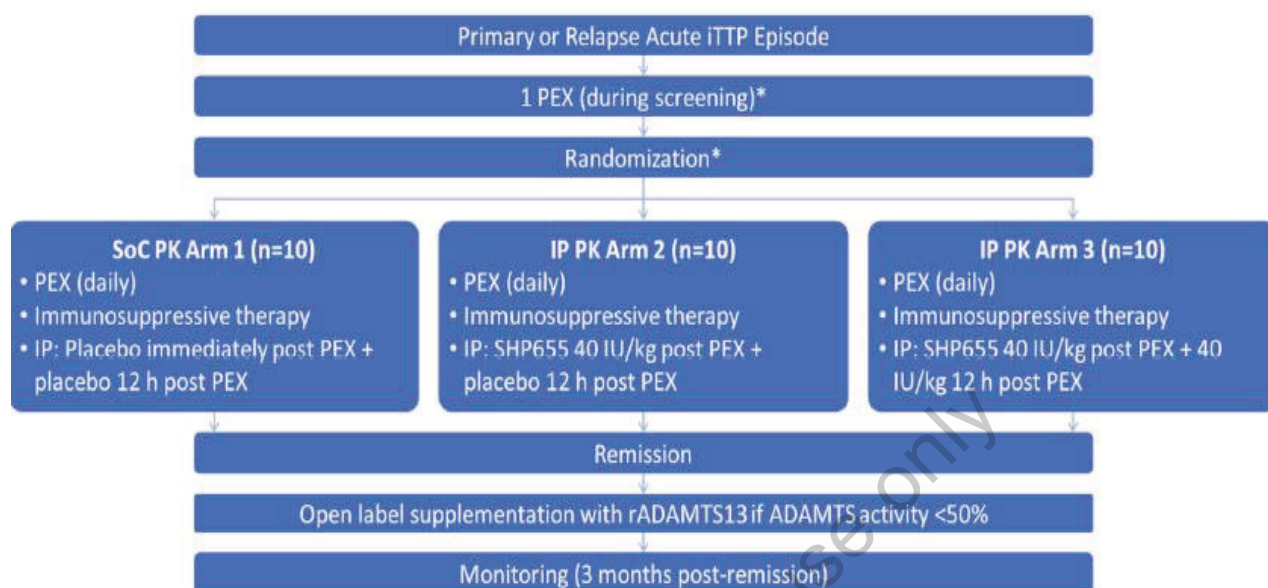 Primary or Relapse Acute iTTP Episode
1 PEX (during screening)*
Randomization*
SoC PK Arm 1 (n=10)
• PEX (daily)
• Immunosuppressive therapy
• IP: Placebo immediately post PEX +
placebo 12 h post PEX
IP PK Arm 2 (n=10)
• PEX (daily)
• Immunosuppressive therapy
• IP: SHP655 40 IU/kg post PEX +
placebo 12 h post PEX
IP PK Arm 3 (n=10)
• PEX (daily)
• Immunosuppressive therapy
• IP: SHP655 40 IU/kg post PEX + 40
IU/kg 12 h post PEX
Remission
Open label supplementation with rADAMTS13 if ADAMTS activity <50%
Monitoring (3 months post-remission)
only